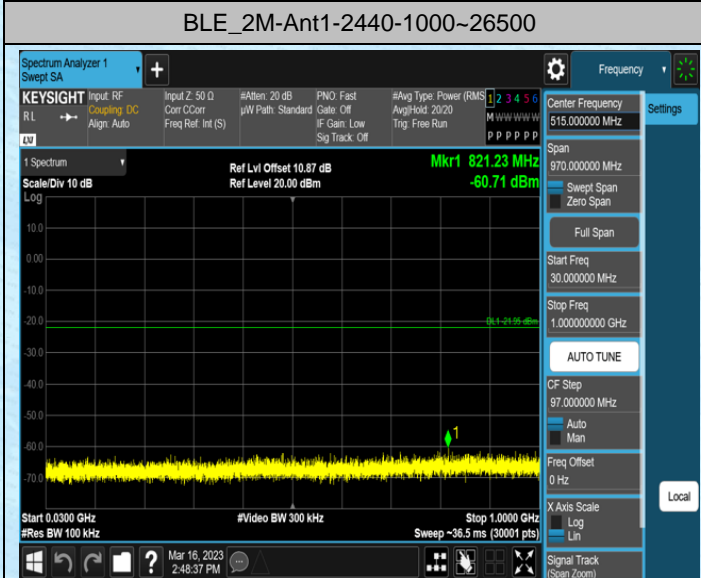 BLE_2M-Ant1-2440-1000~26500
Spectrum Analyzer 1
Swept SA
Frequency
KEYSIGHT
RL
LXI
Input: RF
Coupling: DC
Align: Auto
Input Z: 50 Ω
Corr CCorr
Freq Ref: Int (S)
#Atten: 20 dB
µW Path: Standard
PNO: Fast
Gate: Off
IF Gain: Low
Sig Track: Off
#Avg Type: Power (RMS
Avg|Hold: 20/20
Trig: Free Run
1 2 3 4 5 6
M W W W W W
P P P P P P
1 Spectrum
Scale/Div 10 dB
Log
Ref Lvl Offset 10.87 dB
Ref Level 20.00 dBm
Mkr1 821.23 MHz
-60.71 dBm
10.0
0.00
-10.0
-20.0
DL1 -21.95 dBm
-30.0
-40.0
-50.0
1
-60.0
-70.0
Start 0.0300 GHz
#Res BW 100 kHz
#Video BW 300 kHz
Stop 1.0000 GHz
Sweep ~36.5 ms (30001 pts)
Center Frequency
515.000000 MHz
Settings
Span
970.000000 MHz
Swept Span
Zero Span
Full Span
Start Freq
30.000000 MHz
Stop Freq
1.000000000 GHz
AUTO TUNE
CF Step
97.000000 MHz
Auto
Man
Freq Offset
0 Hz
X Axis Scale
Log
Lin
Local
Signal Track
(Span Zoom)
?
Mar 16, 2023
2:48:37 PM